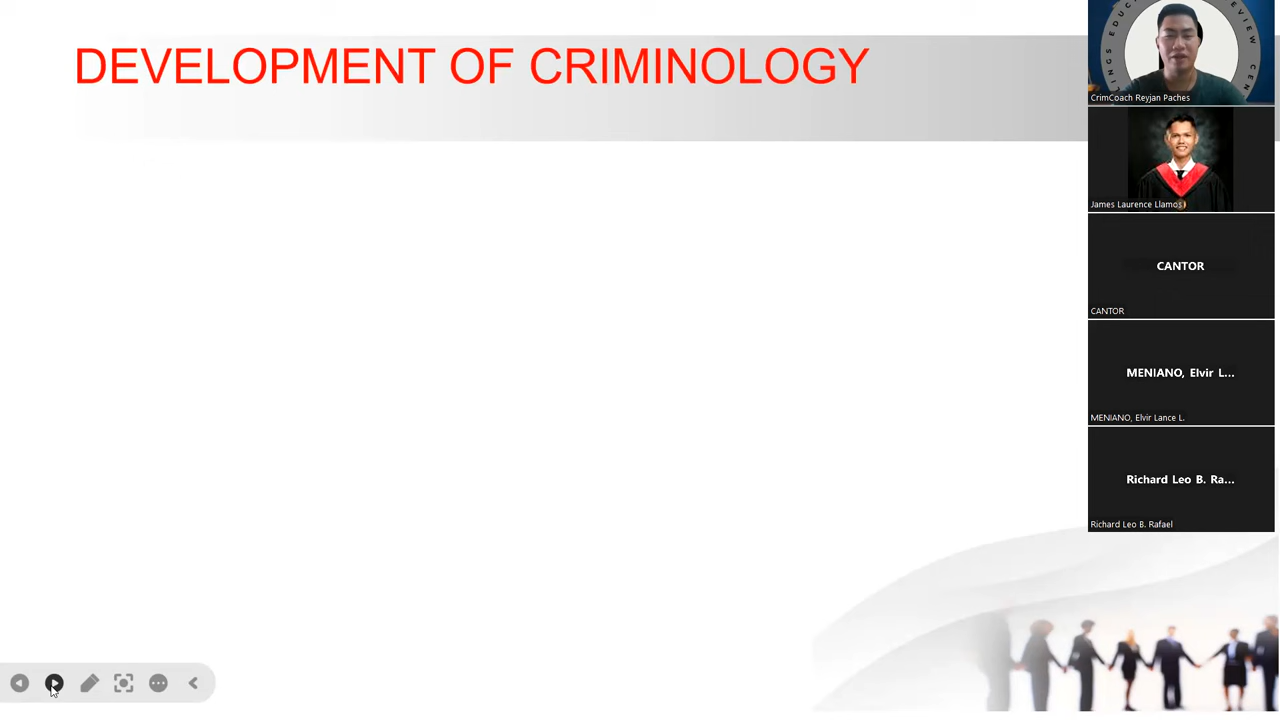 DEVELOPMENT OF CRIMINOLOGY
CrimCoach Reyjan Paches
James Laurence Llamos
CANTOR
CANTOR
MENIANO, Elvir L...
MENIANO, Elvir Lance L.
Richard Leo B. Ra...
Richard Leo B. Rafael